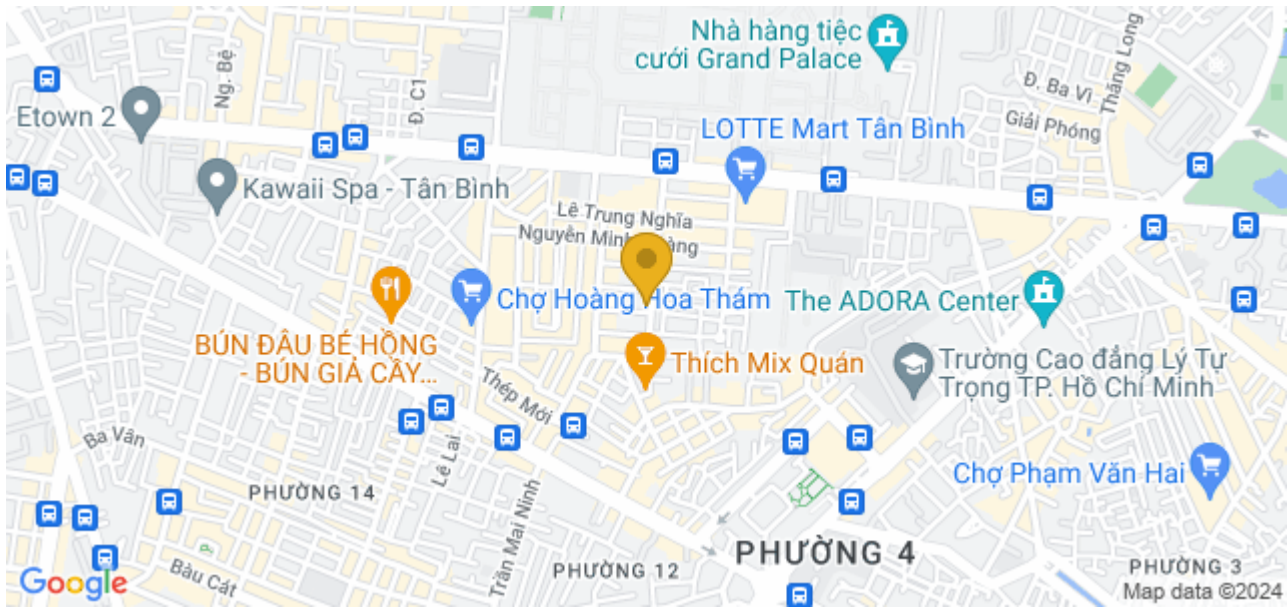 Nhà hàng tiệc
cưới Grand Palace
Thăng Long
Đ. Ba Vì
Giải Phóng
Ng. Bệ
Đ. C1
Etown 2
LOTTE Mart Tân Bình
Kawaii Spa - Tân Bình
Lê Trung Nghĩa
Nguyễn Minh
Chợ Hoàng Hoa Thám
The ADORA Center
BÚN ĐẬU BÉ HỒNG
- BÚN GIẢ CẦY...
Thích Mix Quán
Trường Cao đẳng Lý Tự
Trọng TP. Hồ Chí Minh
Thép Mới
Ba Vân
Lê Lai
Chợ Phạm Văn Hai
PHƯỜNG 14
Trần Mai Ninh
PHƯỜNG 4
PHƯỜNG 12
PHƯỜNG 3
Bàu Cát
Google
Map data ©2024